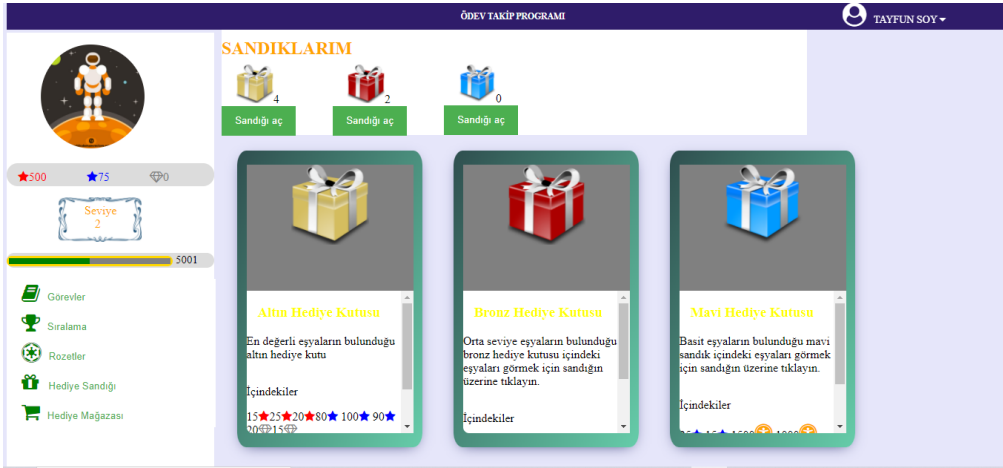 ÖDEV TAKİP PROGRAMI
TAYFUN SOY
SANDIKLARIM
4
2
0
Sandığı aç
Sandığı aç
Sandığı aç
500
75
0
Seviye
2
5001
Görevler
Sıralama
Rozetler
Hediye Sandığı
Hediye Mağazası
Altın Hediye Kutusu
En değerli eşyaların bulunduğu
altın hediye kutu
İçindekiler
15 25 20 80 100 90
20 15
Bronz Hediye Kutusu
Orta seviye eşyaların bulunduğu
bronz hediye kutusu içindeki
eşyaları görmek için sandığın
üzerine tıklayın.
İçindekiler
Mavi Hediye Kutusu
Basit eşyaların bulunduğu mavi
sandık içindeki eşyaları görmek
için sandığın üzerine tıklayın.
İçindekiler